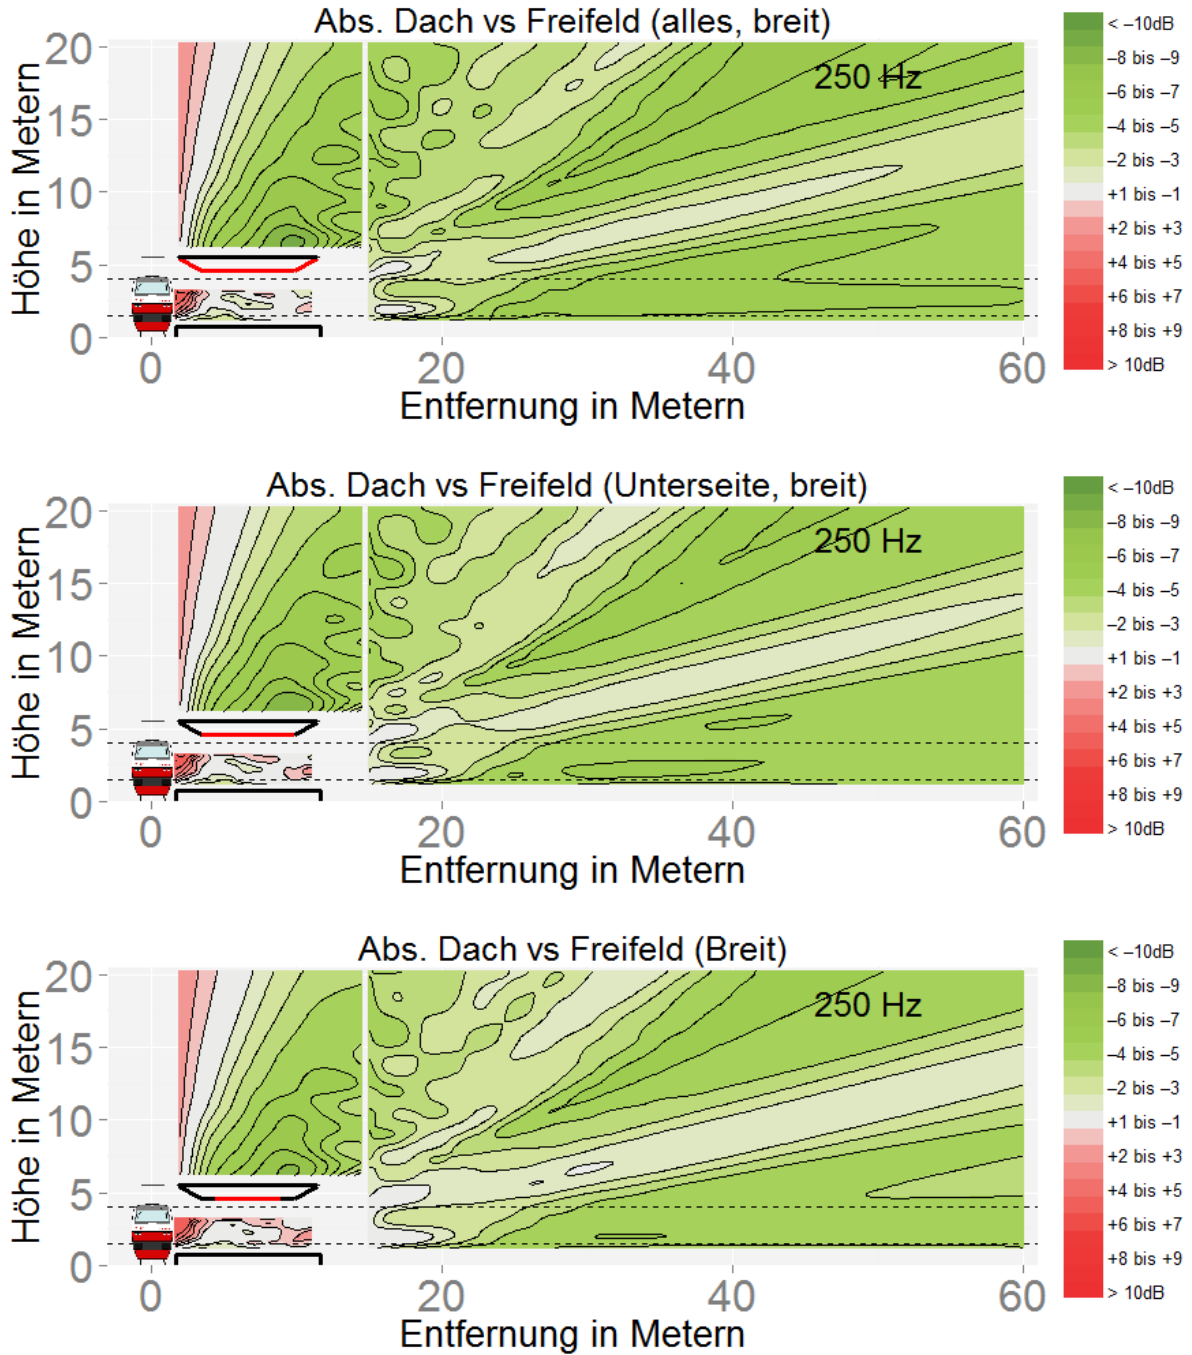 Abs. Dach vs Freifeld (alles, breit)
250 Hz
Höhe in Metern
20
15
10
5
0
0
20
40
60
Entfernung in Metern
< –10dB
–8 bis –9
–6 bis –7
–4 bis –5
–2 bis –3
+1 bis –1
+2 bis +3
+4 bis +5
+6 bis +7
+8 bis +9
> 10dB
Abs. Dach vs Freifeld (Unterseite, breit)
250 Hz
Höhe in Metern
20
15
10
5
0
0
20
40
60
Entfernung in Metern
< –10dB
–8 bis –9
–6 bis –7
–4 bis –5
–2 bis –3
+1 bis –1
+2 bis +3
+4 bis +5
+6 bis +7
+8 bis +9
> 10dB
Abs. Dach vs Freifeld (Breit)
250 Hz
Höhe in Metern
20
15
10
5
0
0
20
40
60
Entfernung in Metern
< –10dB
–8 bis –9
–6 bis –7
–4 bis –5
–2 bis –3
+1 bis –1
+2 bis +3
+4 bis +5
+6 bis +7
+8 bis +9
> 10dB